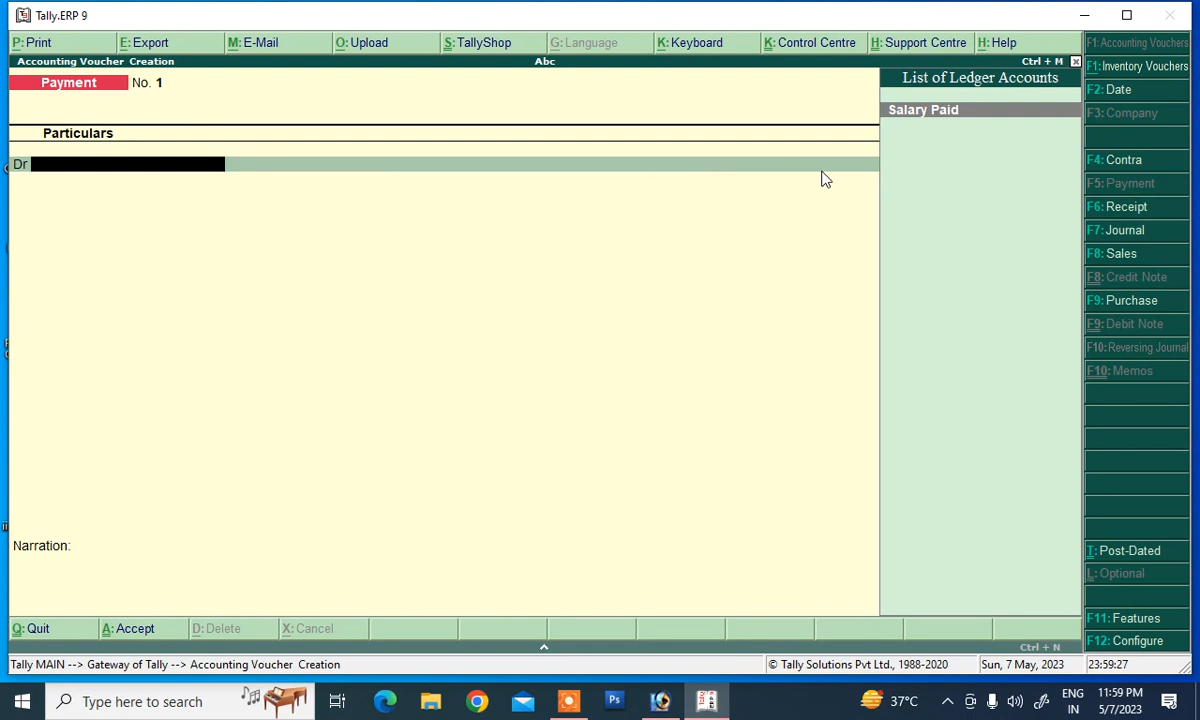 Tally.ERP 9
P: Print
E: Export
M: E-Mail
O: Upload
S: TallyShop
G: Language
K: Keyboard
K: Control Centre
H: Support Centre
H: Help
Accounting Voucher Creation
Abc
Ctrl + M
Payment
No. 1
Particulars
Dr
Narration:
List of Ledger Accounts
Salary Paid
F1: Accounting Vouchers
F1: Inventory Vouchers
F2: Date
F3: Company
F4: Contra
F5: Payment
F6: Receipt
F7: Journal
F8: Sales
F8: Credit Note
F9: Purchase
F9: Debit Note
F10: Reversing Journal
F10: Memos
T: Post-Dated
L: Optional
F11: Features
F12: Configure
Q: Quit
A: Accept
D: Delete
X: Cancel
Ctrl + N
Tally MAIN --> Gateway of Tally --> Accounting Voucher Creation
© Tally Solutions Pvt Ltd., 1988-2020
Sun, 7 May, 2023
23:59:27
Type here to search
37°C
ENG
IN
11:59 PM
5/7/2023